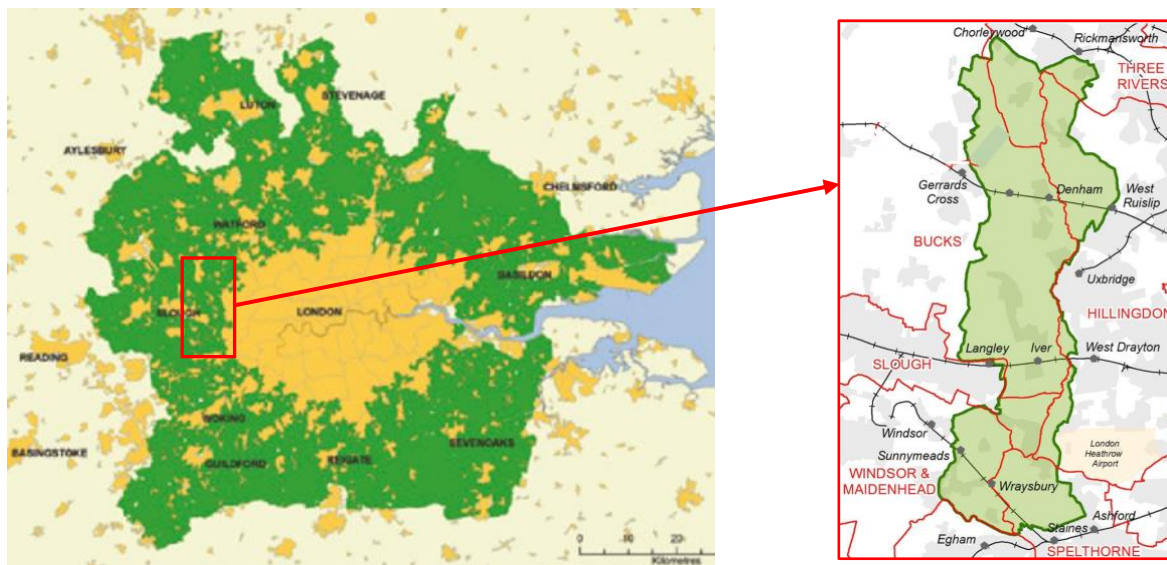 STEVENAGE
LUTON
AYLESBURY
CHELMSFORD
WATFORD
BASILDON
SLOUGH
LONDON
READING
WOKING
SEVENOAKS
BASINGSTOKE
GUILDFORD
REIGATE
0 10 20
Kilometres
Chorleywood
Rickmansworth
THREE
RIVERS
Gerrards
Cross
Denham
West
Ruislip
BUCKS
Uxbridge
HILLINGDON
Langley
Iver
West Drayton
SLOUGH
Windsor
Sunnymeads
London
Heathrow
Airport
WINDSOR &
MAIDENHEAD
Wraysbury
Ashford
Staines
Egham
SPELTHORNE